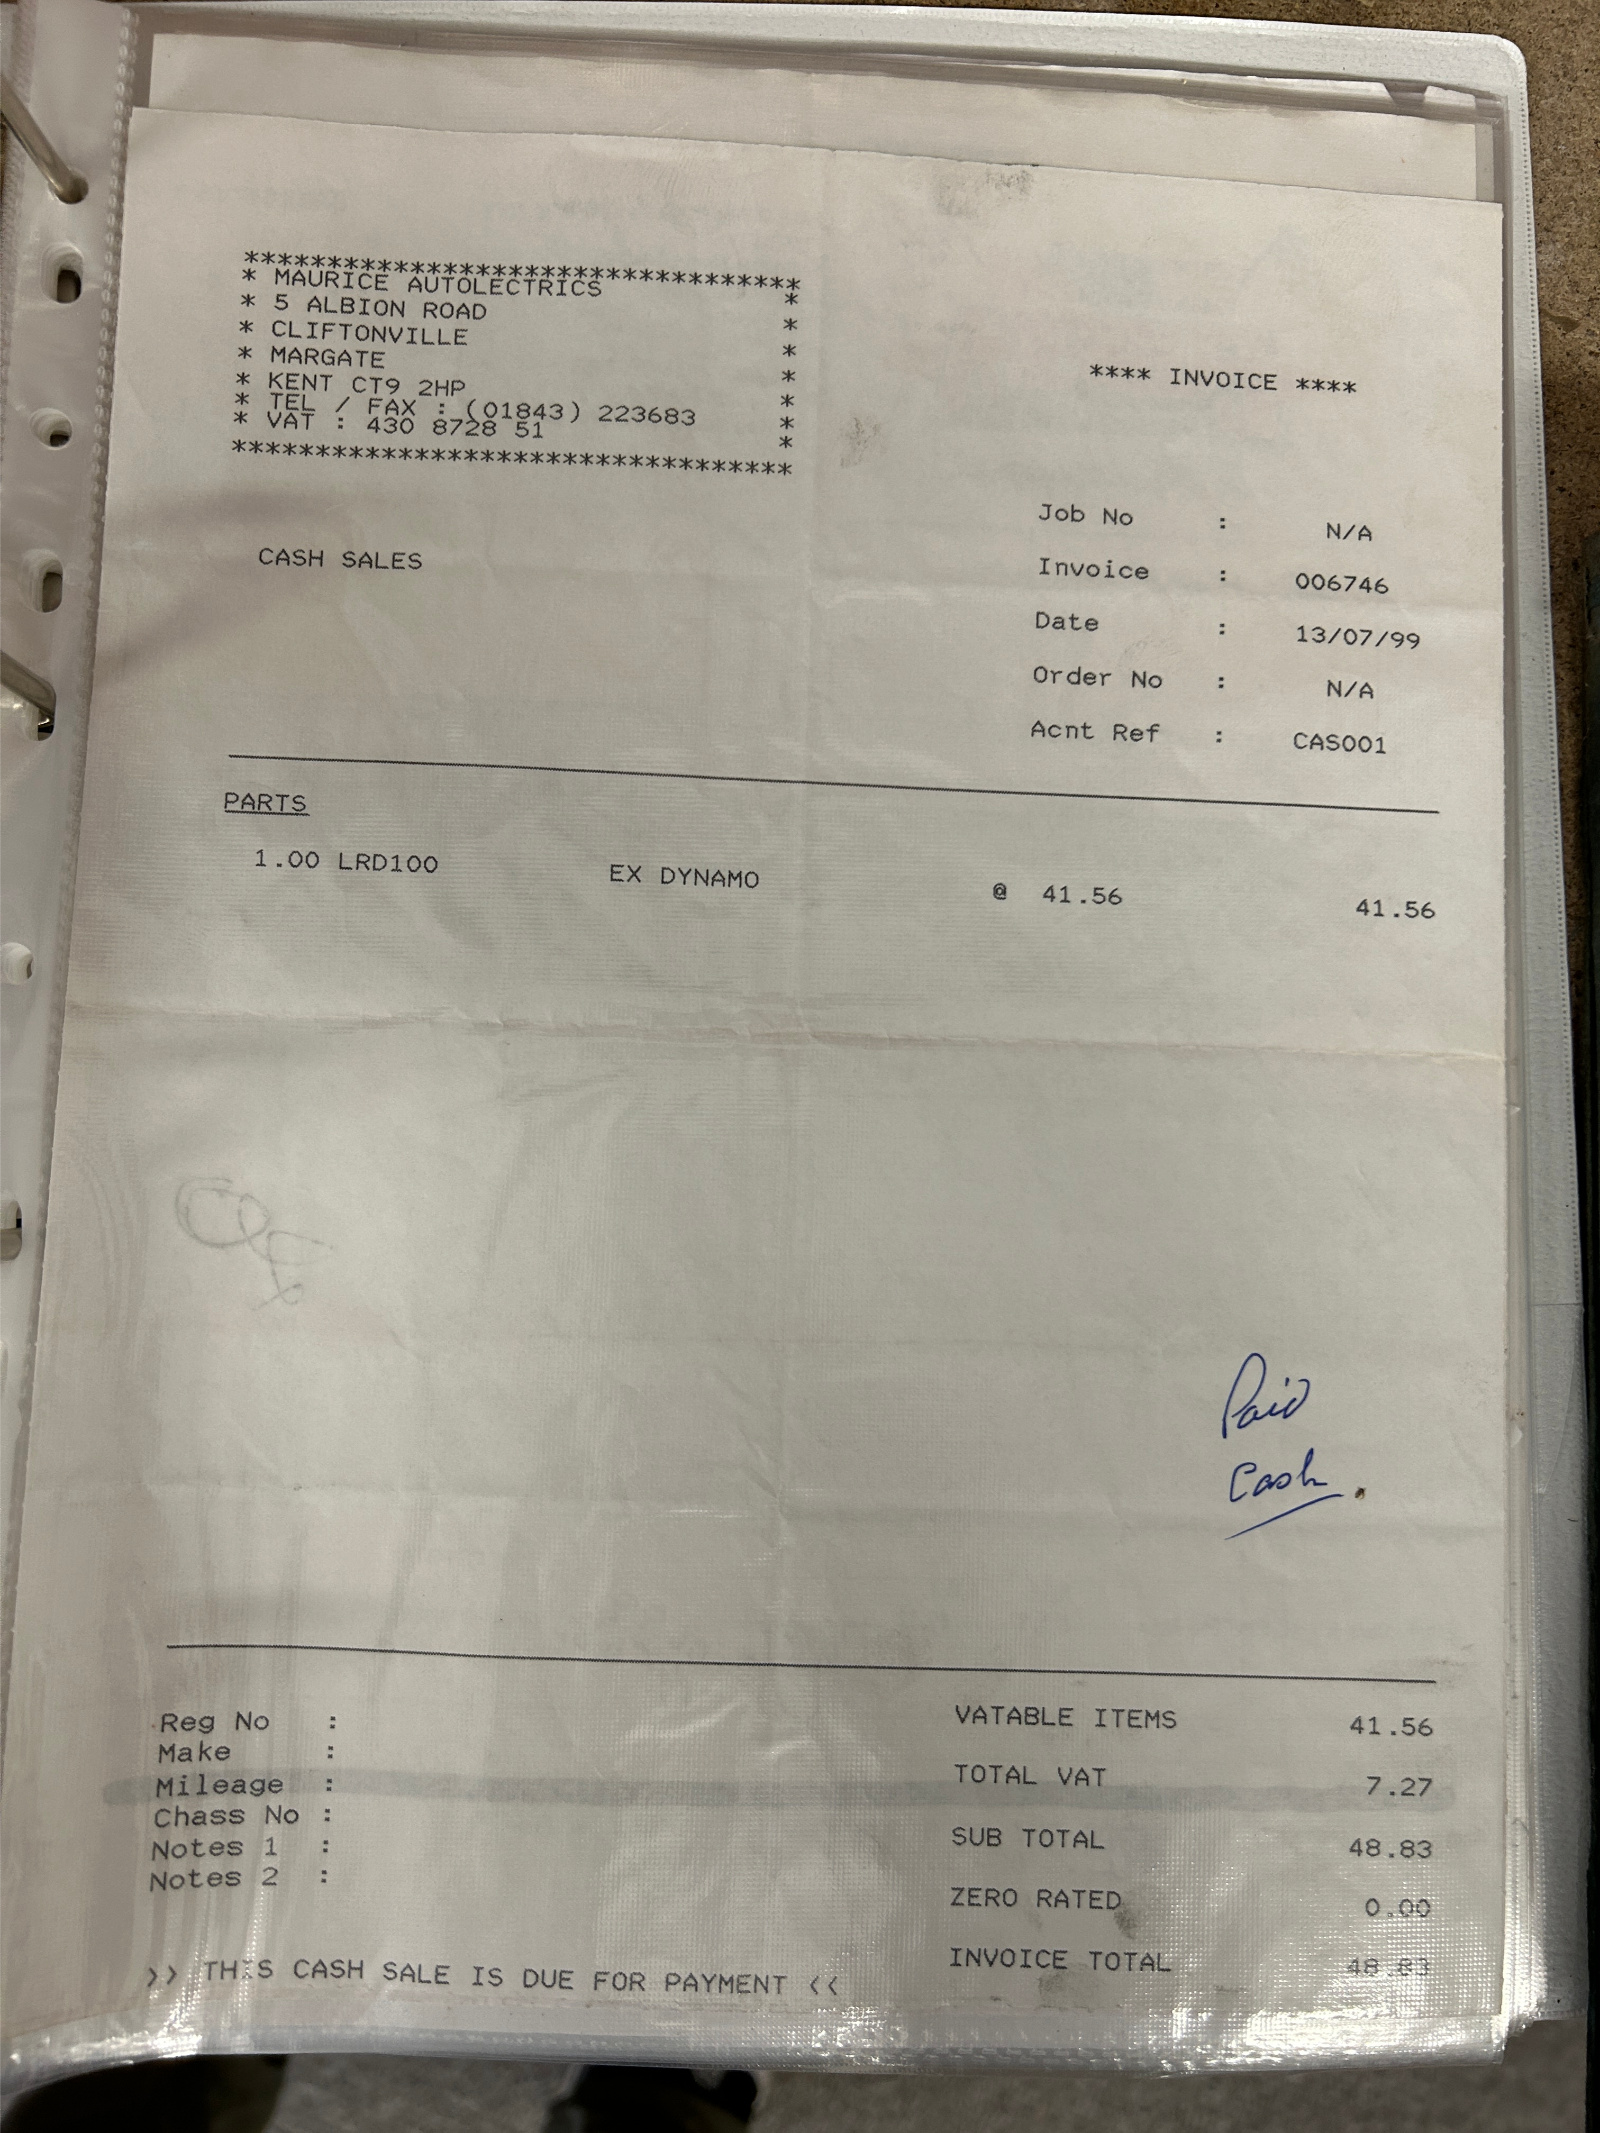 **********************************
* MAURICE AUTOLECTRICS *
* 5 ALBION ROAD *
* CLIFTONVILLE *
* MARGATE *
* KENT CT9 2HP *
* TEL / FAX : (01843) 223683 *
* VAT : 430 8728 51 *
**********************************
**** INVOICE ****
CASH SALES
Job No : N/A
Invoice : 006746
Date : 13/07/99
Order No : N/A
Acnt Ref : CAS001
PARTS
1.00 LRD100 EX DYNAMO @ 41.56 41.56
Paid
Cash.
Reg No :
Make :
Mileage :
Chass No :
Notes 1 :
Notes 2 :
VATABLE ITEMS 41.56
TOTAL VAT 7.27
SUB TOTAL 48.83
ZERO RATED 0.00
INVOICE TOTAL 48.83
>> THIS CASH SALE IS DUE FOR PAYMENT <<